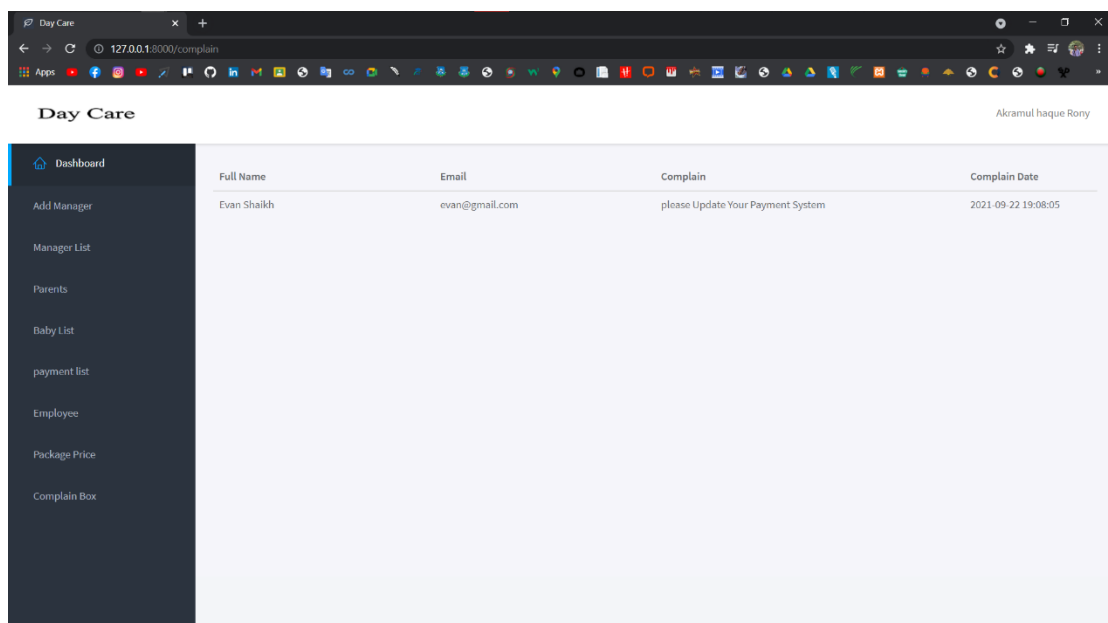 Day Care
127.0.0.1:8000/complain
Apps
Day Care
Akramul haque Rony
Dashboard
Add Manager
Manager List
Parents
Baby List
payment list
Employee
Package Price
Complain Box
Full Name Email Complain Complain Date
Evan Shaikh evan@gmail.com please Update Your Payment System 2021-09-22 19:08:05